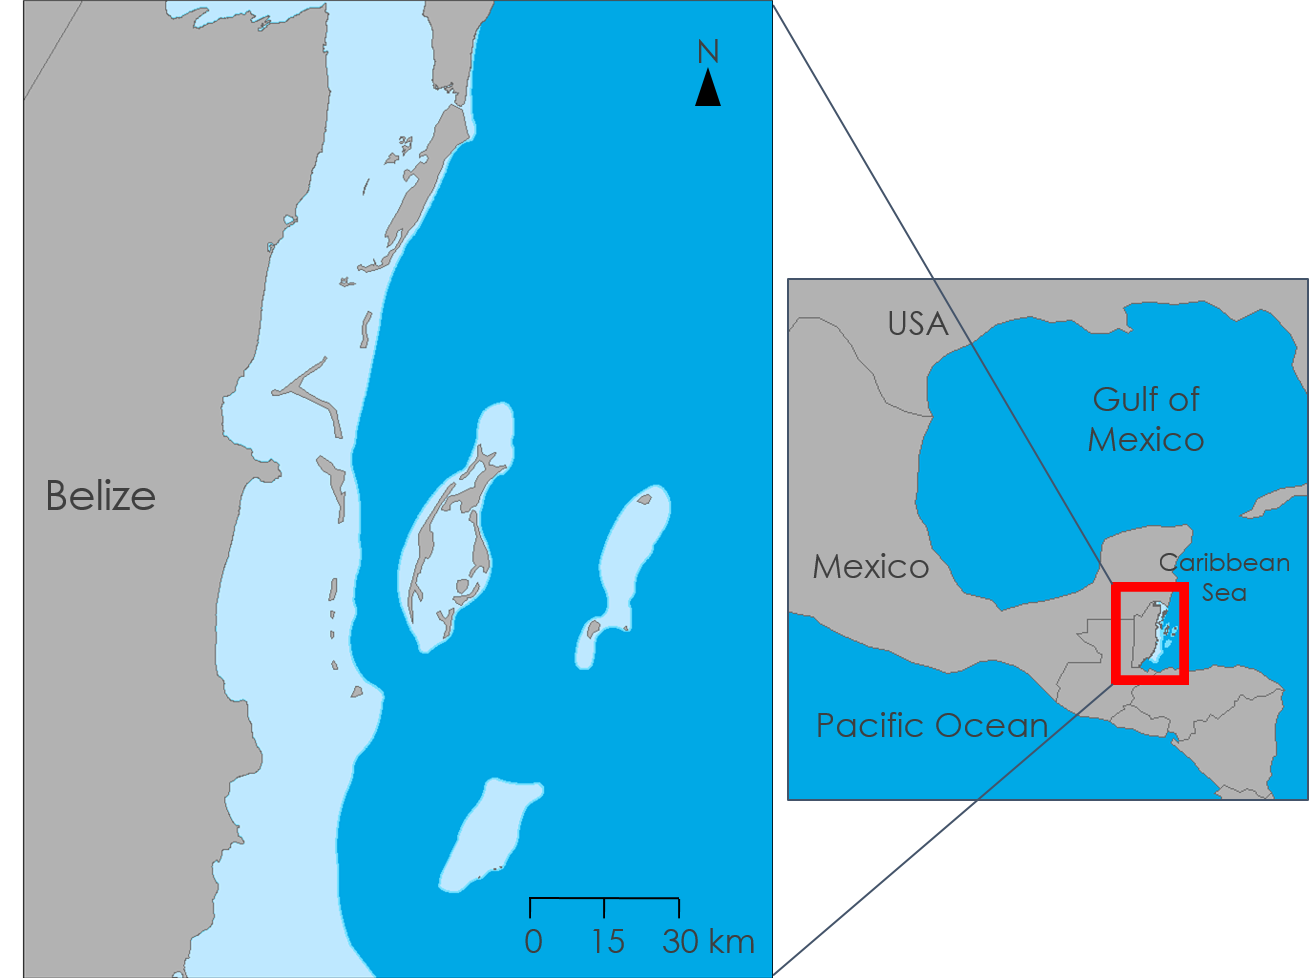 N
Belize
0 15 30 km
USA
Gulf of
Mexico
Mexico
Caribbean
Sea
Pacific Ocean